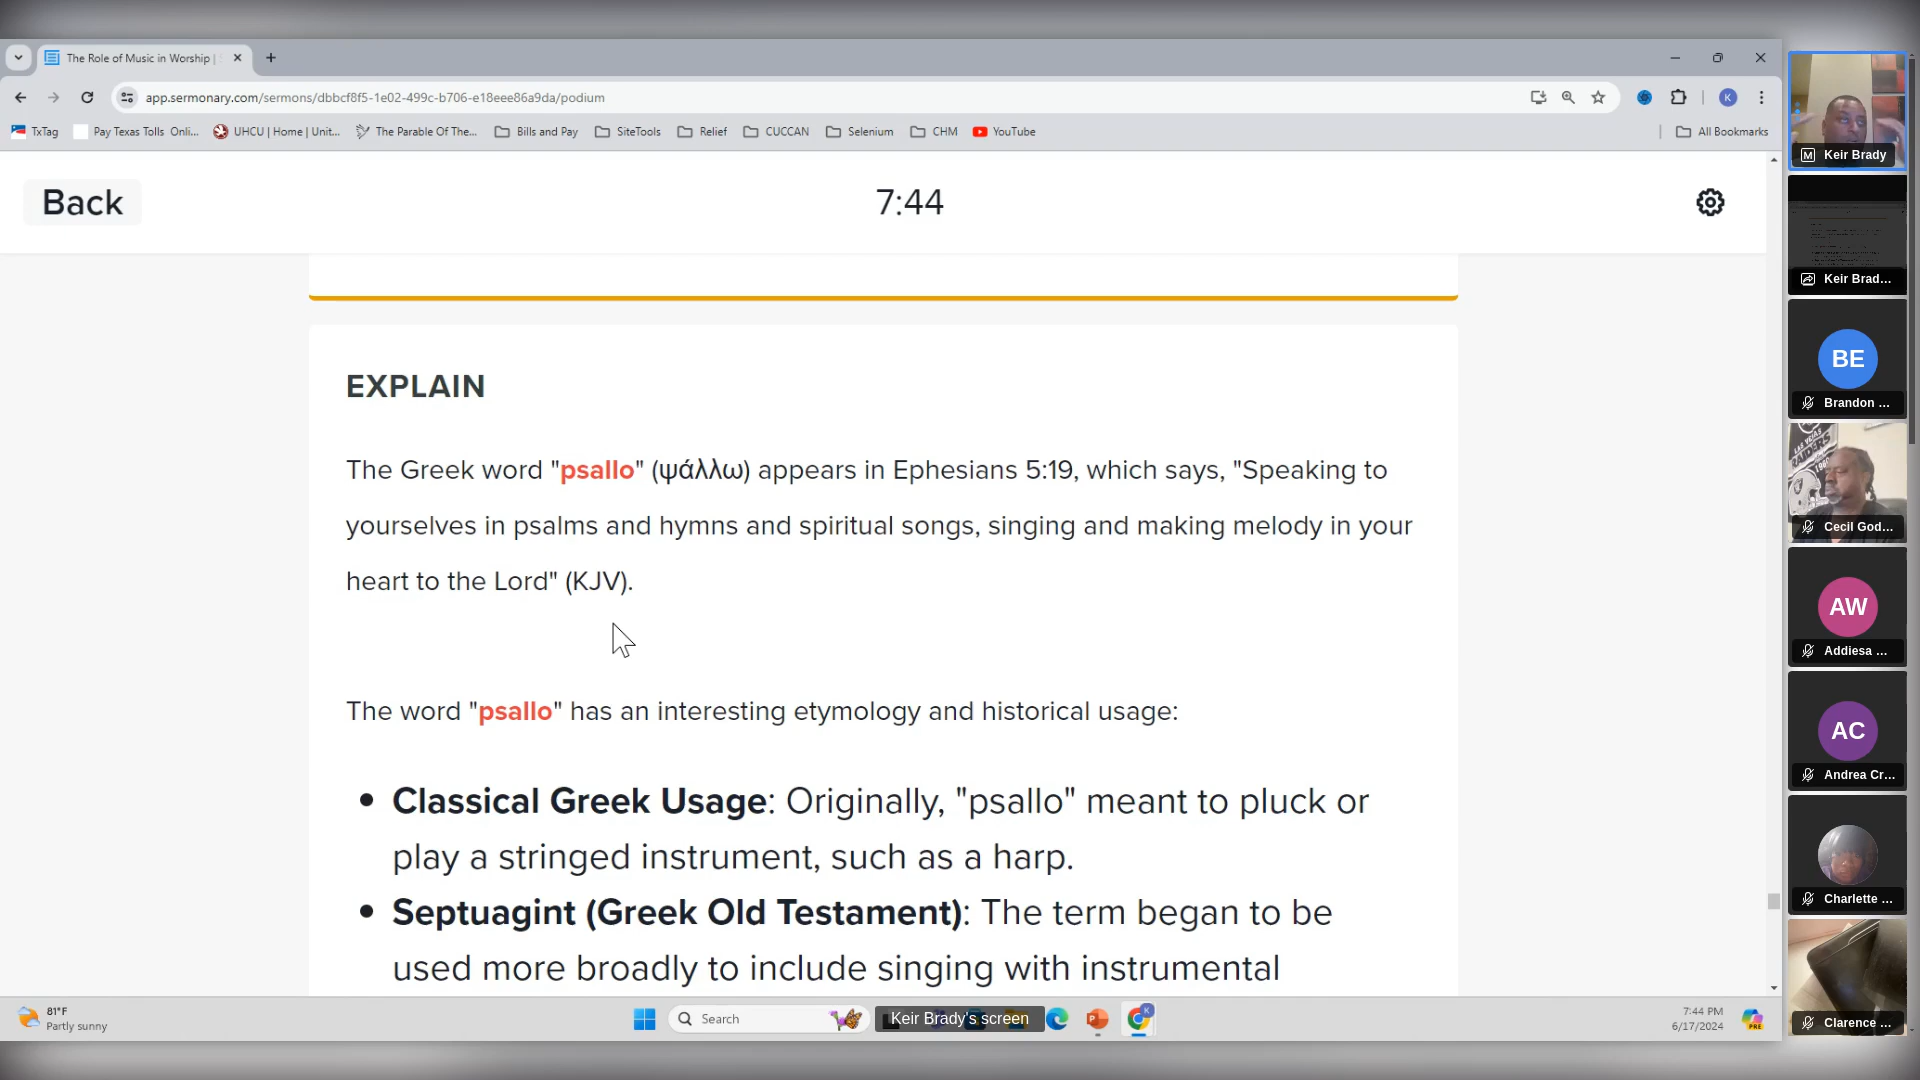 The Role of Music in Worship |
app.sermonary.com/sermons/dbbcf8f5-1e02-499c-b706-e18eee86a9da/podium
K
TxTag
Pay Texas Tolls Onli...
UHCU | Home | Unit...
The Parable Of The...
Bills and Pay
SiteTools
Relief
CUCCAN
Selenium
CHM
YouTube
All Bookmarks
Back
7:44
EXPLAIN
The Greek word "psallo" (ψάλλω) appears in Ephesians 5:19, which says, "Speaking to
yourselves in psalms and hymns and spiritual songs, singing and making melody in your
heart to the Lord" (KJV).
The word "psallo" has an interesting etymology and historical usage:
• Classical Greek Usage: Originally, "psallo" meant to pluck or
play a stringed instrument, such as a harp.
• Septuagint (Greek Old Testament): The term began to be
used more broadly to include singing with instrumental
81°F
Partly sunny
Search
Keir Brady's screen
7:44 PM
6/17/2024
PRE
M Keir Brady
Keir Brad...
BE
Brandon ...
Cecil God...
AW
Addiesa ...
AC
Andrea Cr...
Charlette ...
Clarence ...